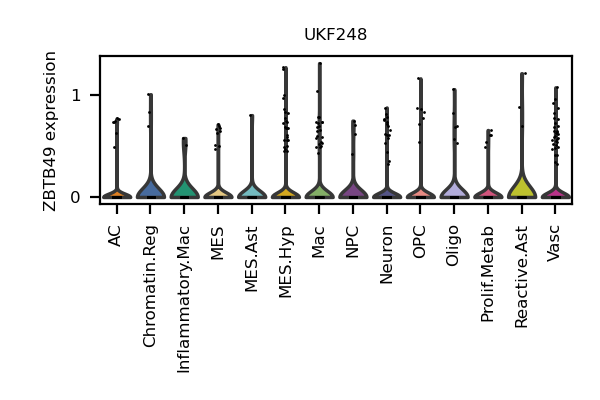 UKF248
ZBTB49 expression
1
0
AC
Chromatin.Reg
Inflammatory.Mac
MES
MES.Ast
MES.Hyp
Mac
NPC
Neuron
OPC
Oligo
Prolif.Metab
Reactive.Ast
Vasc